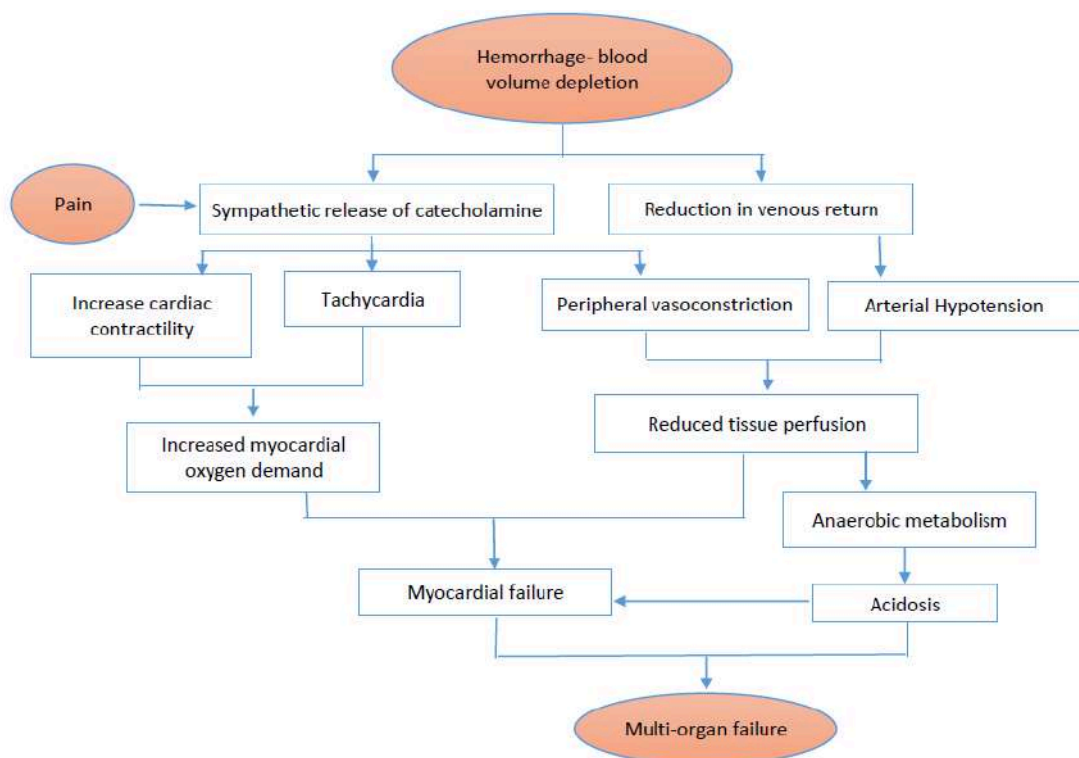 Hemorrhage- blood
volume depletion
Pain
Sympathetic release of catecholamine
Reduction in venous return
Increase cardiac
contractility
Tachycardia
Peripheral vasoconstriction
Arterial Hypotension
Reduced tissue perfusion
Increased myocardial
oxygen demand
Anaerobic metabolism
Myocardial failure
Acidosis
Multi-organ failure